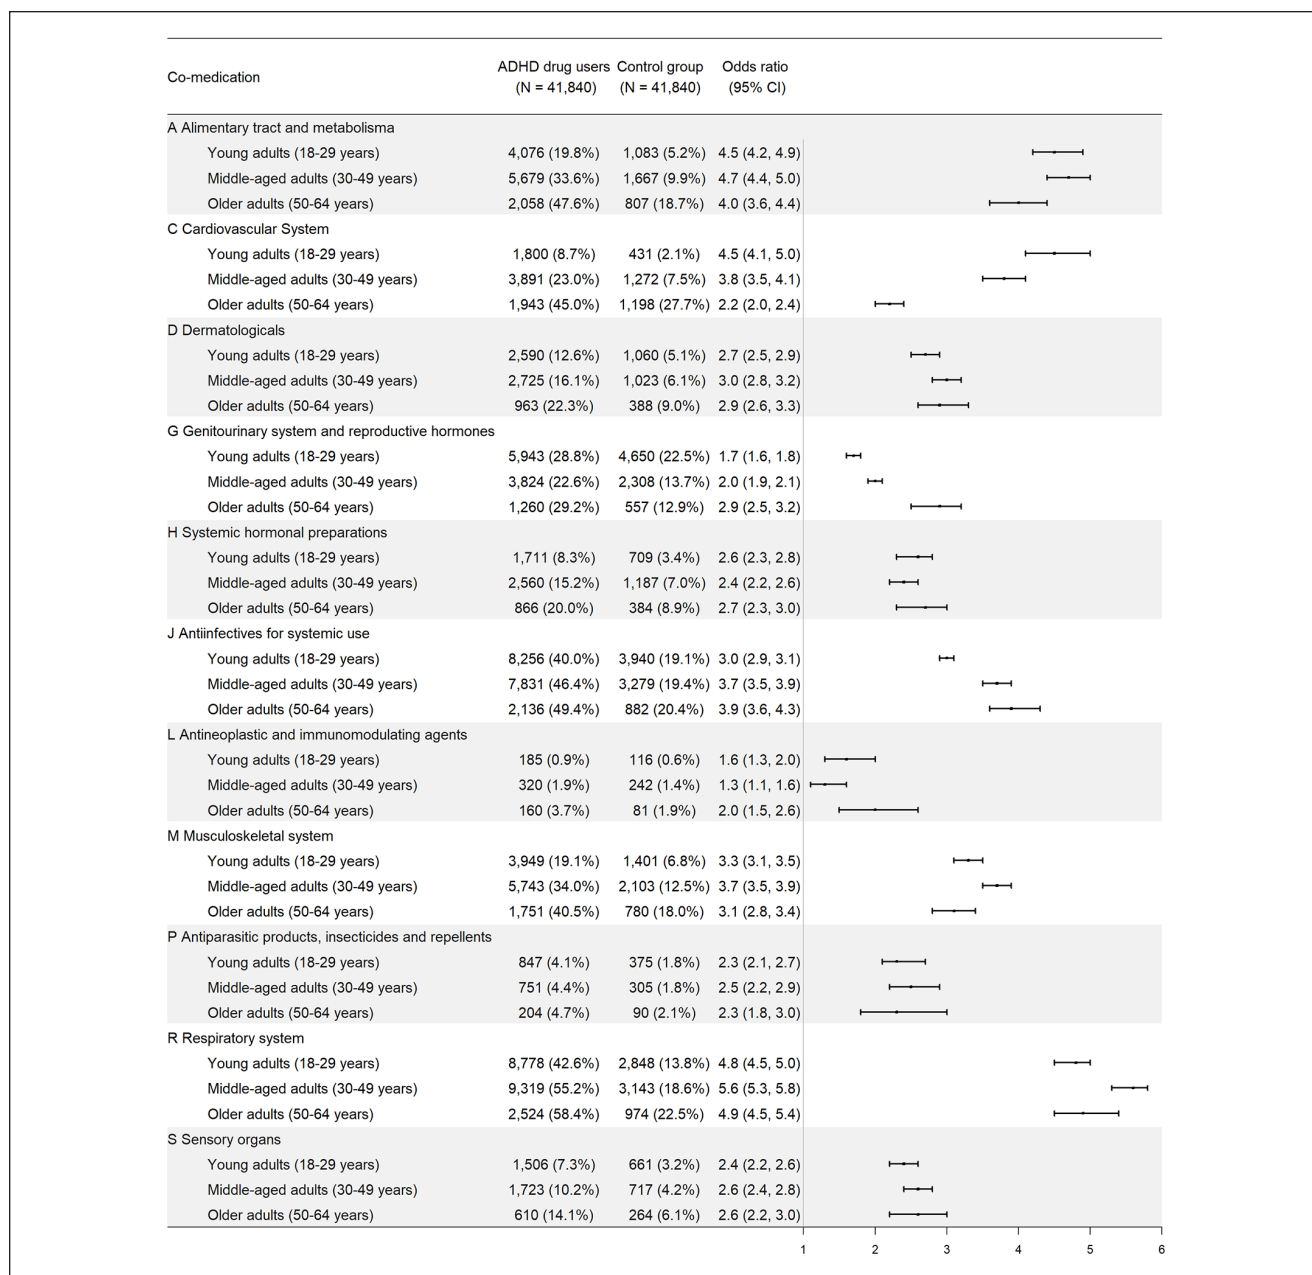 Co-medication
ADHD drug users Control group Odds ratio
(N = 41,840) (N = 41,840) (95% CI)
A Alimentary tract and metabolisma
Young adults (18-29 years) 4,076 (19.8%) 1,083 (5.2%) 4.5 (4.2, 4.9)
Middle-aged adults (30-49 years) 5,679 (33.6%) 1,667 (9.9%) 4.7 (4.4, 5.0)
Older adults (50-64 years) 2,058 (47.6%) 807 (18.7%) 4.0 (3.6, 4.4)
C Cardiovascular System
Young adults (18-29 years) 1,800 (8.7%) 431 (2.1%) 4.5 (4.1, 5.0)
Middle-aged adults (30-49 years) 3,891 (23.0%) 1,272 (7.5%) 3.8 (3.5, 4.1)
Older adults (50-64 years) 1,943 (45.0%) 1,198 (27.7%) 2.2 (2.0, 2.4)
D Dermatologicals
Young adults (18-29 years) 2,590 (12.6%) 1,060 (5.1%) 2.7 (2.5, 2.9)
Middle-aged adults (30-49 years) 2,725 (16.1%) 1,023 (6.1%) 3.0 (2.8, 3.2)
Older adults (50-64 years) 963 (22.3%) 388 (9.0%) 2.9 (2.6, 3.3)
G Genitourinary system and reproductive hormones
Young adults (18-29 years) 5,943 (28.8%) 4,650 (22.5%) 1.7 (1.6, 1.8)
Middle-aged adults (30-49 years) 3,824 (22.6%) 2,308 (13.7%) 2.0 (1.9, 2.1)
Older adults (50-64 years) 1,260 (29.2%) 557 (12.9%) 2.9 (2.5, 3.2)
H Systemic hormonal preparations
Young adults (18-29 years) 1,711 (8.3%) 709 (3.4%) 2.6 (2.3, 2.8)
Middle-aged adults (30-49 years) 2,560 (15.2%) 1,187 (7.0%) 2.4 (2.2, 2.6)
Older adults (50-64 years) 866 (20.0%) 384 (8.9%) 2.7 (2.3, 3.0)
J Antiinfectives for systemic use
Young adults (18-29 years) 8,256 (40.0%) 3,940 (19.1%) 3.0 (2.9, 3.1)
Middle-aged adults (30-49 years) 7,831 (46.4%) 3,279 (19.4%) 3.7 (3.5, 3.9)
Older adults (50-64 years) 2,136 (49.4%) 882 (20.4%) 3.9 (3.6, 4.3)
L Antineoplastic and immunomodulating agents
Young adults (18-29 years) 185 (0.9%) 116 (0.6%) 1.6 (1.3, 2.0)
Middle-aged adults (30-49 years) 320 (1.9%) 242 (1.4%) 1.3 (1.1, 1.6)
Older adults (50-64 years) 160 (3.7%) 81 (1.9%) 2.0 (1.5, 2.6)
M Musculoskeletal system
Young adults (18-29 years) 3,949 (19.1%) 1,401 (6.8%) 3.3 (3.1, 3.5)
Middle-aged adults (30-49 years) 5,743 (34.0%) 2,103 (12.5%) 3.7 (3.5, 3.9)
Older adults (50-64 years) 1,751 (40.5%) 780 (18.0%) 3.1 (2.8, 3.4)
P Antiparasitic products, insecticides and repellents
Young adults (18-29 years) 847 (4.1%) 375 (1.8%) 2.3 (2.1, 2.7)
Middle-aged adults (30-49 years) 751 (4.4%) 305 (1.8%) 2.5 (2.2, 2.9)
Older adults (50-64 years) 204 (4.7%) 90 (2.1%) 2.3 (1.8, 3.0)
R Respiratory system
Young adults (18-29 years) 8,778 (42.6%) 2,848 (13.8%) 4.8 (4.5, 5.0)
Middle-aged adults (30-49 years) 9,319 (55.2%) 3,143 (18.6%) 5.6 (5.3, 5.8)
Older adults (50-64 years) 2,524 (58.4%) 974 (22.5%) 4.9 (4.5, 5.4)
S Sensory organs
Young adults (18-29 years) 1,506 (7.3%) 661 (3.2%) 2.4 (2.2, 2.6)
Middle-aged adults (30-49 years) 1,723 (10.2%) 717 (4.2%) 2.6 (2.4, 2.8)
Older adults (50-64 years) 610 (14.1%) 264 (6.1%) 2.6 (2.2, 3.0)
1 2 3 4 5 6